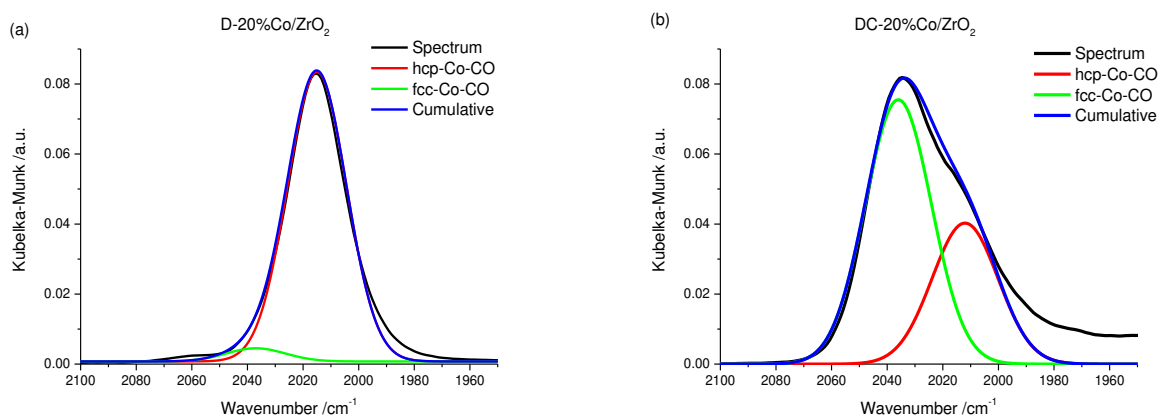 (a)
D-20%Co/ZrO₂
Spectrum
hcp-Co-CO
fcc-Co-CO
Cumulative
0.08
0.06
0.04
0.02
0.00
Kubelka-Munk /a.u.
2100 2080 2060 2040 2020 2000 1980 1960
Wavenumber /cm⁻¹
(b)
DC-20%Co/ZrO₂
Spectrum
hcp-Co-CO
fcc-Co-CO
Cumulative
0.08
0.06
0.04
0.02
0.00
Kubelka-Munk /a.u.
2100 2080 2060 2040 2020 2000 1980 1960
Wavenumber /cm⁻¹